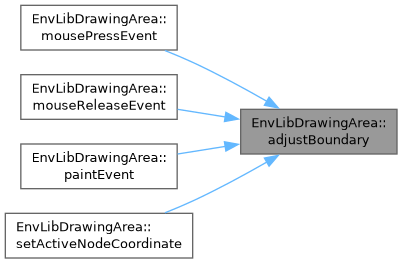 EnvLibDrawingArea::
mousePressEvent
EnvLibDrawingArea::
mouseReleaseEvent
EnvLibDrawingArea::
adjustBoundary
EnvLibDrawingArea::
paintEvent
EnvLibDrawingArea::
setActiveNodeCoordinate